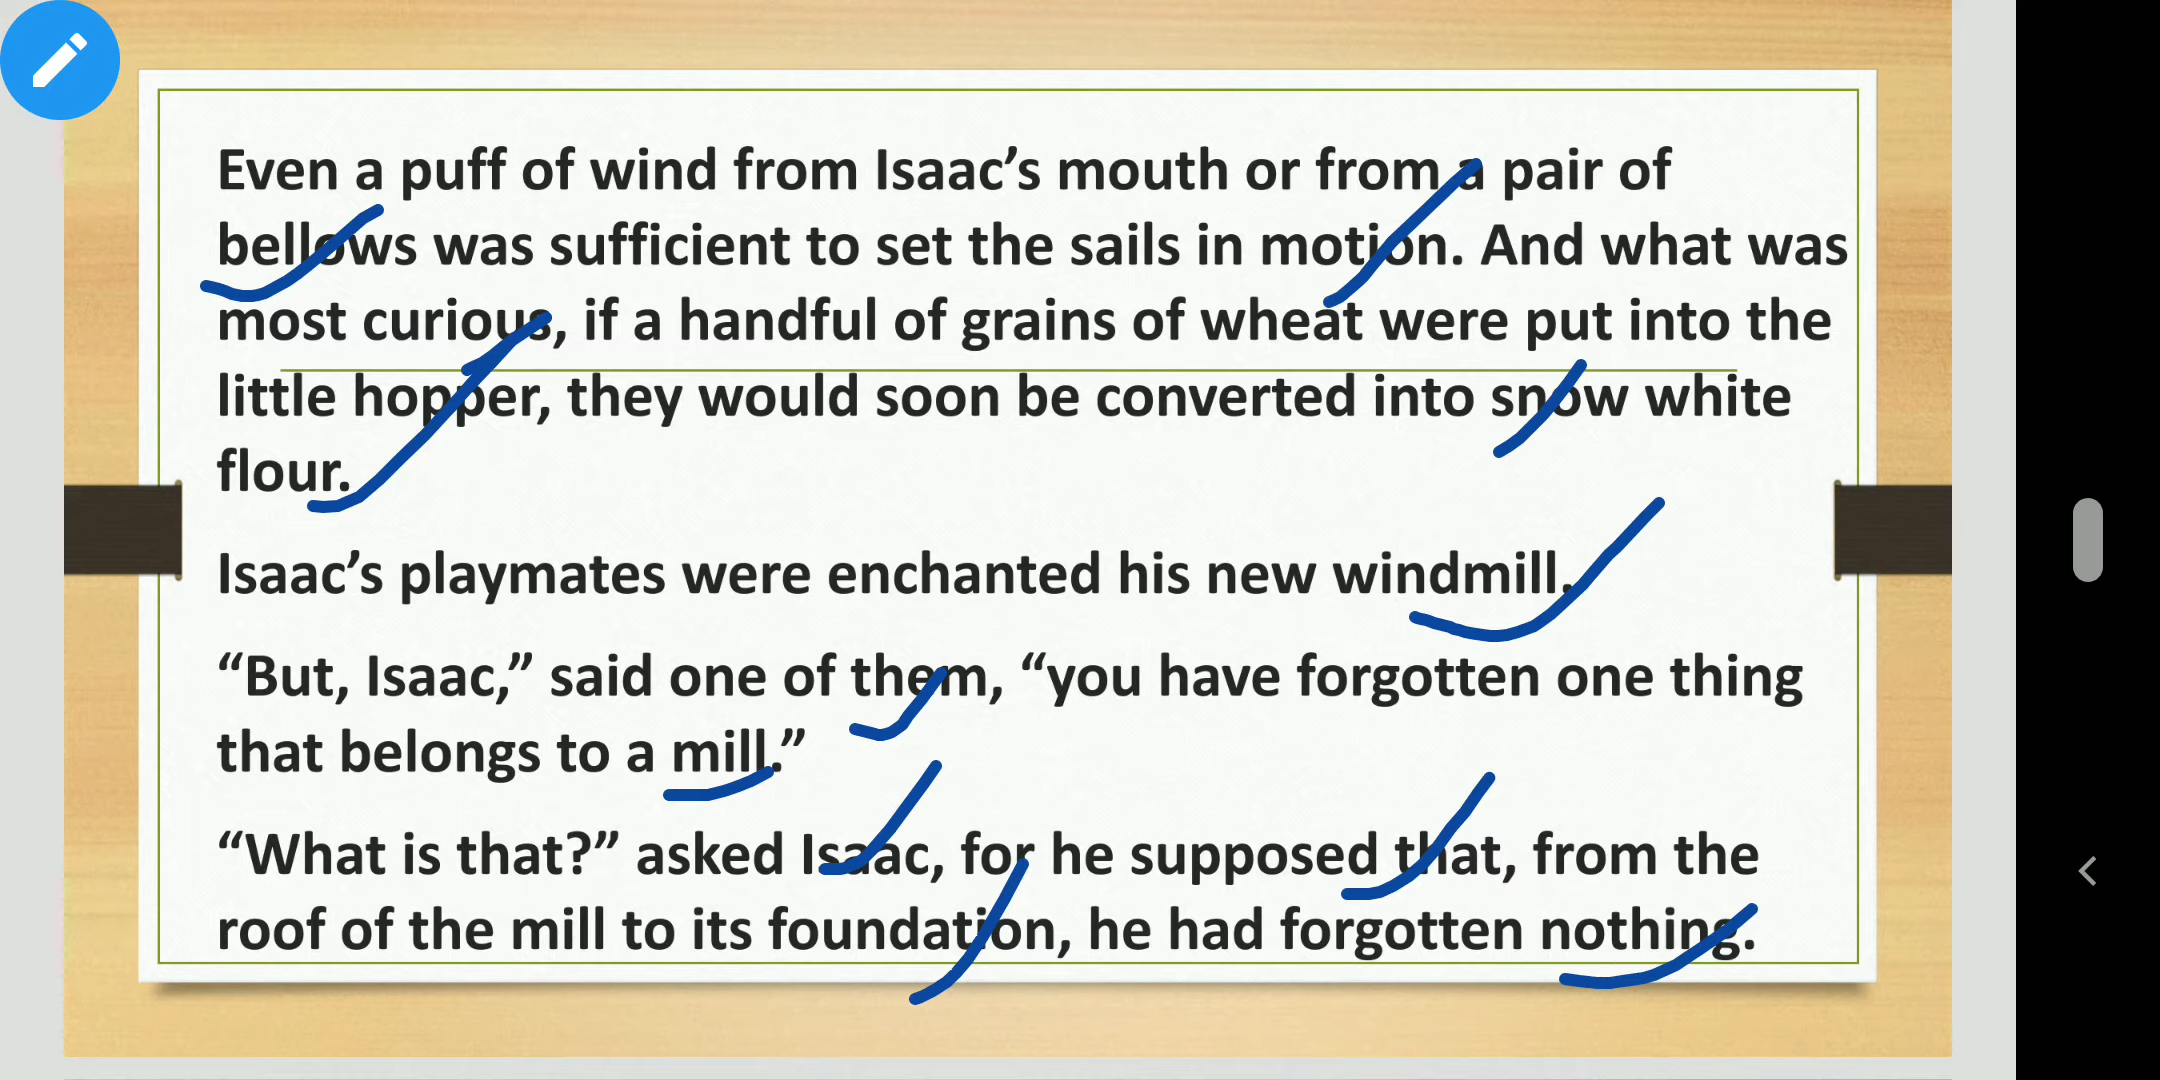 Even a puff of wind from Isaac’s mouth or from a pair of
bellows was sufficient to set the sails in motion. And what was
most curious, if a handful of grains of wheat were put into the
little hopper, they would soon be converted into snow white
flour.
Isaac’s playmates were enchanted his new windmill.
“But, Isaac,” said one of them, “you have forgotten one thing
that belongs to a mill.”
“What is that?” asked Isaac, for he supposed that, from the
roof of the mill to its foundation, he had forgotten nothing.